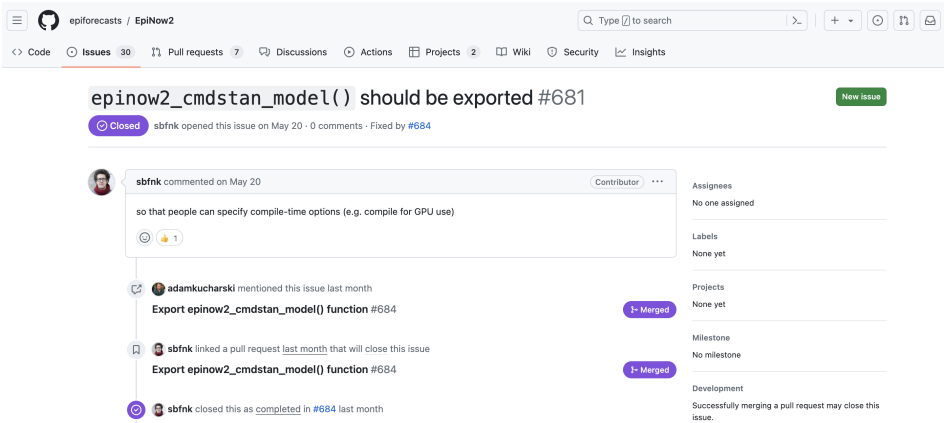 epiforecasts / EpiNow2
Type / to search
Code
Issues 30
Pull requests 7
Discussions
Actions
Projects 2
Wiki
Security
Insights
epinow2_cmdstan_model() should be exported #681
New issue
Closed sbfnk opened this issue on May 20 · 0 comments · Fixed by #684
sbfnk commented on May 20
Contributor
so that people can specify compile-time options (e.g. compile for GPU use)
1
adamkucharski mentioned this issue last month
Export epinow2_cmdstan_model() function #684
Merged
sbfnk linked a pull request last month that will close this issue
Export epinow2_cmdstan_model() function #684
Merged
sbfnk closed this as completed in #684 last month
Assignees
No one assigned
Labels
None yet
Projects
None yet
Milestone
No milestone
Development
Successfully merging a pull request may close this
issue.